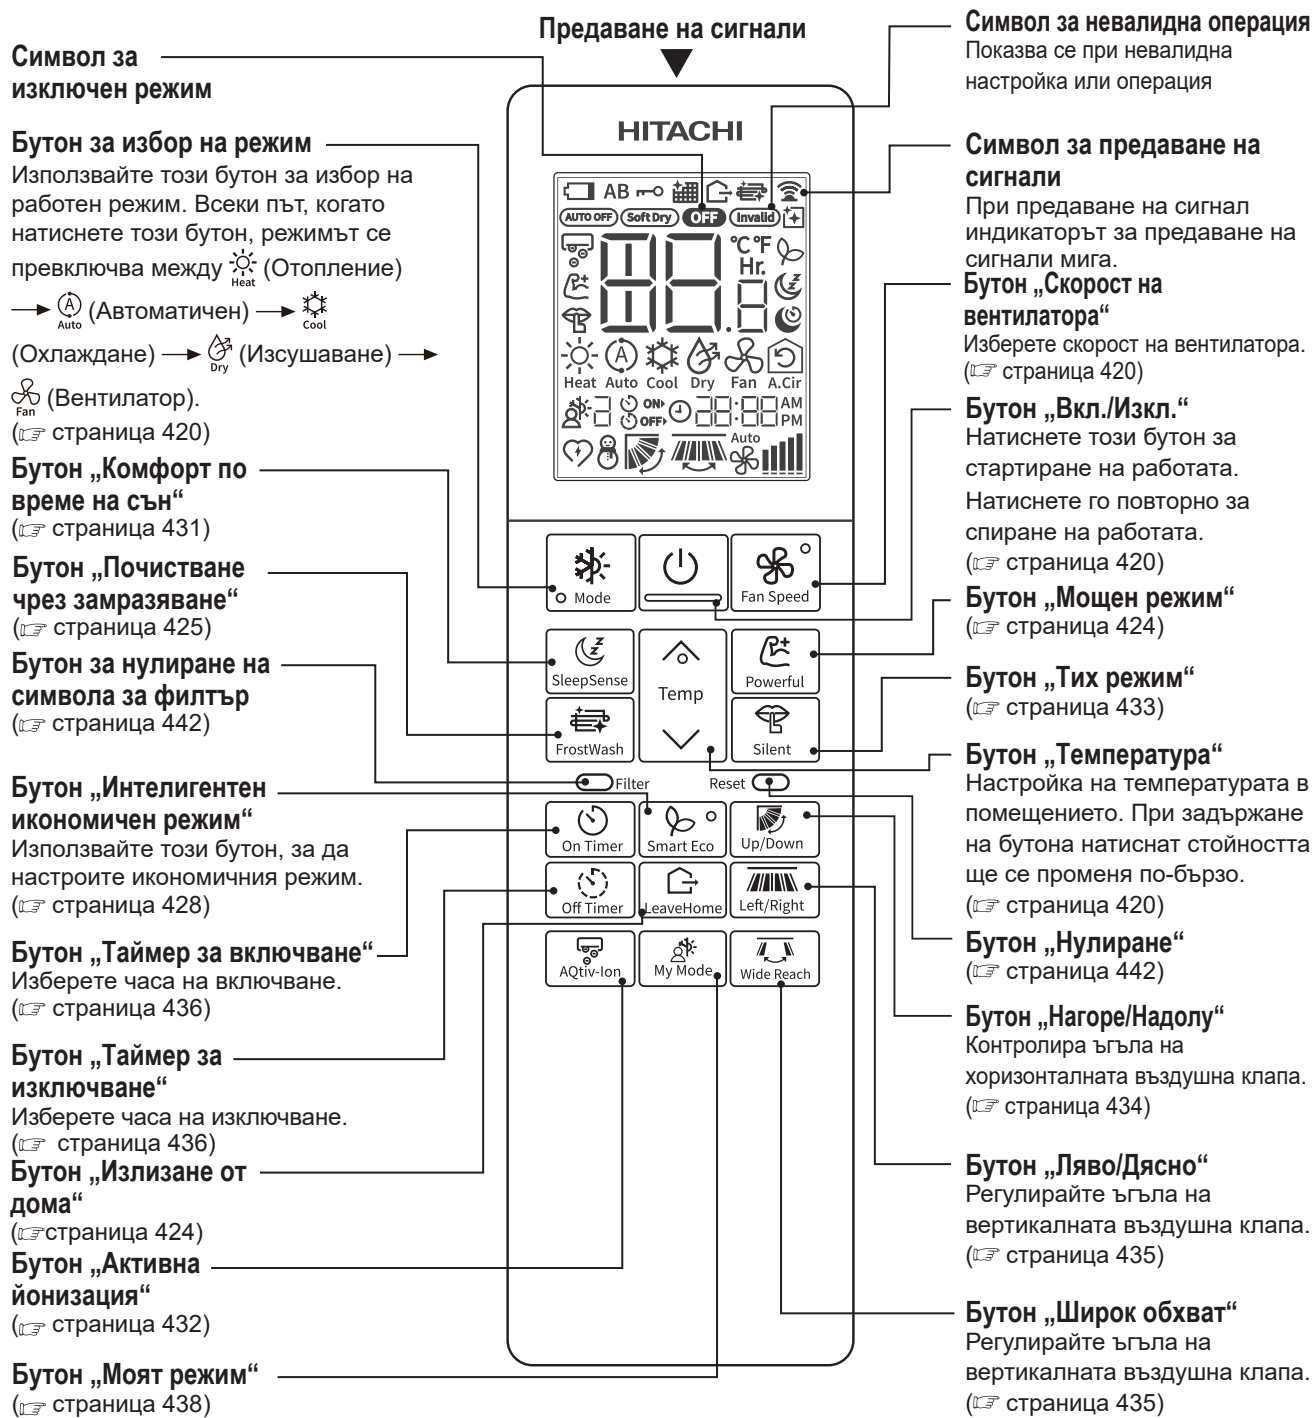 Предаване на сигнали
Символ за
изключен режим
Бутон за избор на режим
Използвайте този бутон за избор на
работен режим. Всеки път, когато
натиснете този бутон, режимът се
превключва между Heat (Отопление)
Auto (Автоматичен) Cool
(Охлаждане) Dry (Изсушаване)
Fan (Вентилатор).
(страница 420)
Бутон „Комфорт по
време на сън“
(страница 431)
Бутон „Почистване
чрез замразяване“
(страница 425)
Бутон за нулиране на
символа за филтър
(страница 442)
Бутон „Интелигентен
икономичен режим“
Използвайте този бутон, за да
настроите икономичния режим.
(страница 428)
Бутон „Таймер за включване“
Изберете часа на включване.
(страница 436)
Бутон „Таймер за
изключване“
Изберете часа на изключване.
(страница 436)
Бутон „Излизане от
дома“
(страница 424)
Бутон „Активна
йонизация“
(страница 432)
Бутон „Моят режим“
(страница 438)
HITACHI
AB
AUTO OFF Soft Dry OFF Invalid
°C °F
Hr.
Heat Auto Cool Dry Fan A.Cir
ON AM
OFF PM
Auto
Mode Fan Speed
SleepSense Temp Powerful
FrostWash Silent
Filter Reset
On Timer Smart Eco Up/Down
Off Timer LeaveHome Left/Right
AQtiv-Ion My Mode Wide Reach
Символ за невалидна операция
Показва се при невалидна
настройка или операция
Символ за предаване на
сигнали
При предаване на сигнал
индикаторът за предаване на
сигнали мига.
Бутон „Скорост на
вентилатора“
Изберете скорост на вентилатора.
(страница 420)
Бутон „Вкл./Изкл.“
Натиснете този бутон за
стартиране на работата.
Натиснете го повторно за
спиране на работата.
(страница 420)
Бутон „Мощен режим“
(страница 424)
Бутон „Тих режим“
(страница 433)
Бутон „Температура“
Настройка на температурата в
помещението. При задържане
на бутона натиснат стойността
ще се променя по-бързо.
(страница 420)
Бутон „Нулиране“
(страница 442)
Бутон „Нагоре/Надолу“
Контролира ъгъла на
хоризонталната въздушна клапа.
(страница 434)
Бутон „Ляво/Дясно“
Регулирайте ъгъла на
вертикалната въздушна клапа.
(страница 435)
Бутон „Широк обхват“
Регулирайте ъгъла на
вертикалната въздушна клапа.
(страница 435)